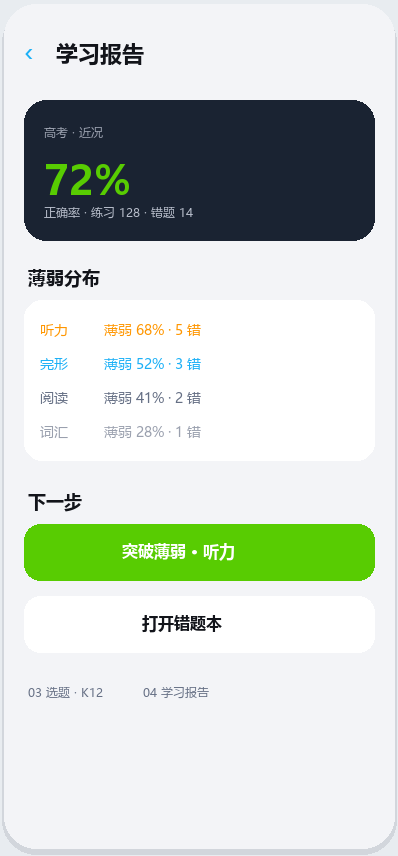 ‹ 学习报告
高考 · 近况
72%
正确率 · 练习 128 · 错题 14
薄弱分布
听力 薄弱 68% · 5 错
完形 薄弱 52% · 3 错
阅读 薄弱 41% · 2 错
词汇 薄弱 28% · 1 错
下一步
突破薄弱 • 听力
打开错题本
03 选题 · K12 04 学习报告